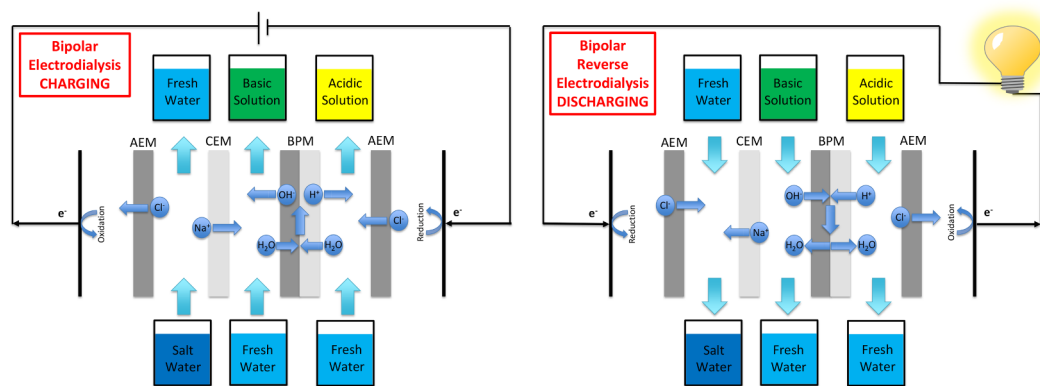 Bipolar
Electrodialysis
CHARGING
Fresh
Water
Basic
Solution
Acidic
Solution
AEM
CEM
BPM
AEM
Cl-
OH-
H+
Na+
Cl-
H2O
H2O
e-
Oxidation
Reduction
e-
Salt
Water
Fresh
Water
Fresh
Water
Bipolar
Reverse
Electrodialysis
DISCHARGING
Fresh
Water
Basic
Solution
Acidic
Solution
AEM
CEM
BPM
AEM
Cl-
OH-
H+
Na+
Cl-
H2O
H2O
e-
Reduction
Oxidation
e-
Salt
Water
Fresh
Water
Fresh
Water